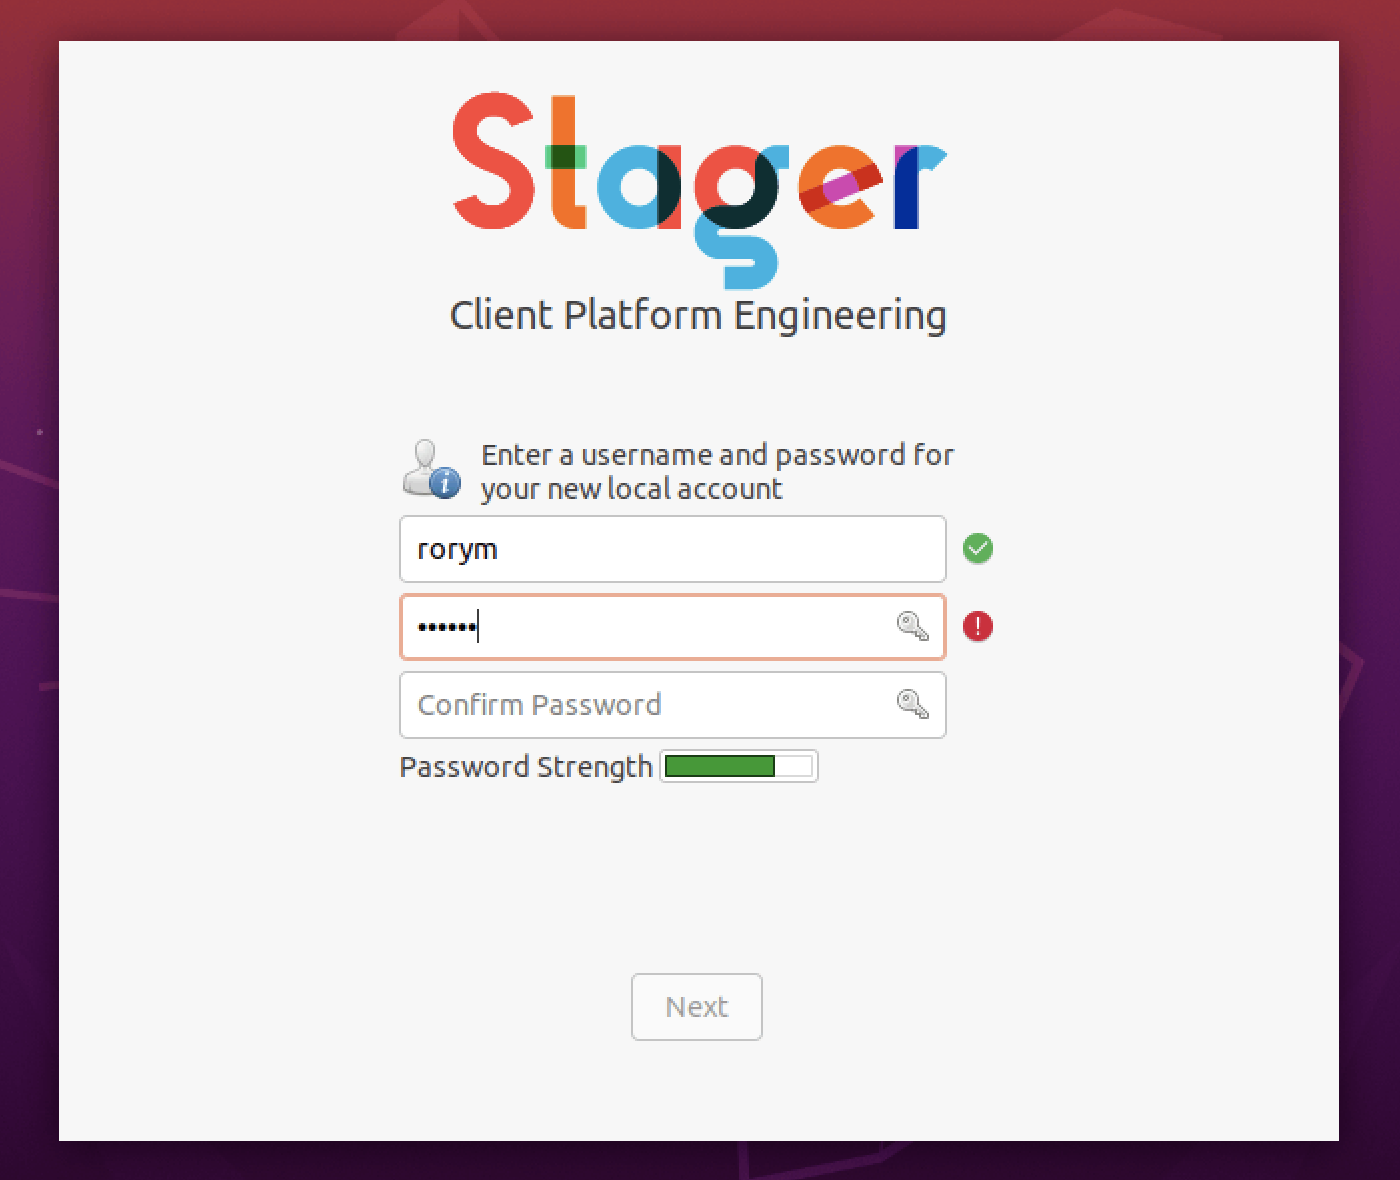 Stager
Client Platform Engineering
Enter a username and password for
your new local account
rorym
••••••
Confirm Password
Password Strength
Next